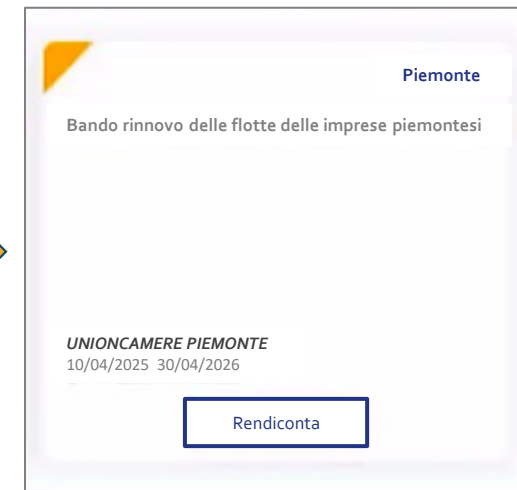 Piemonte
Bando rinnovo delle flotte delle imprese piemontesi
UNIONCAMERE PIEMONTE
10/04/2025 30/04/2026
Rendiconta